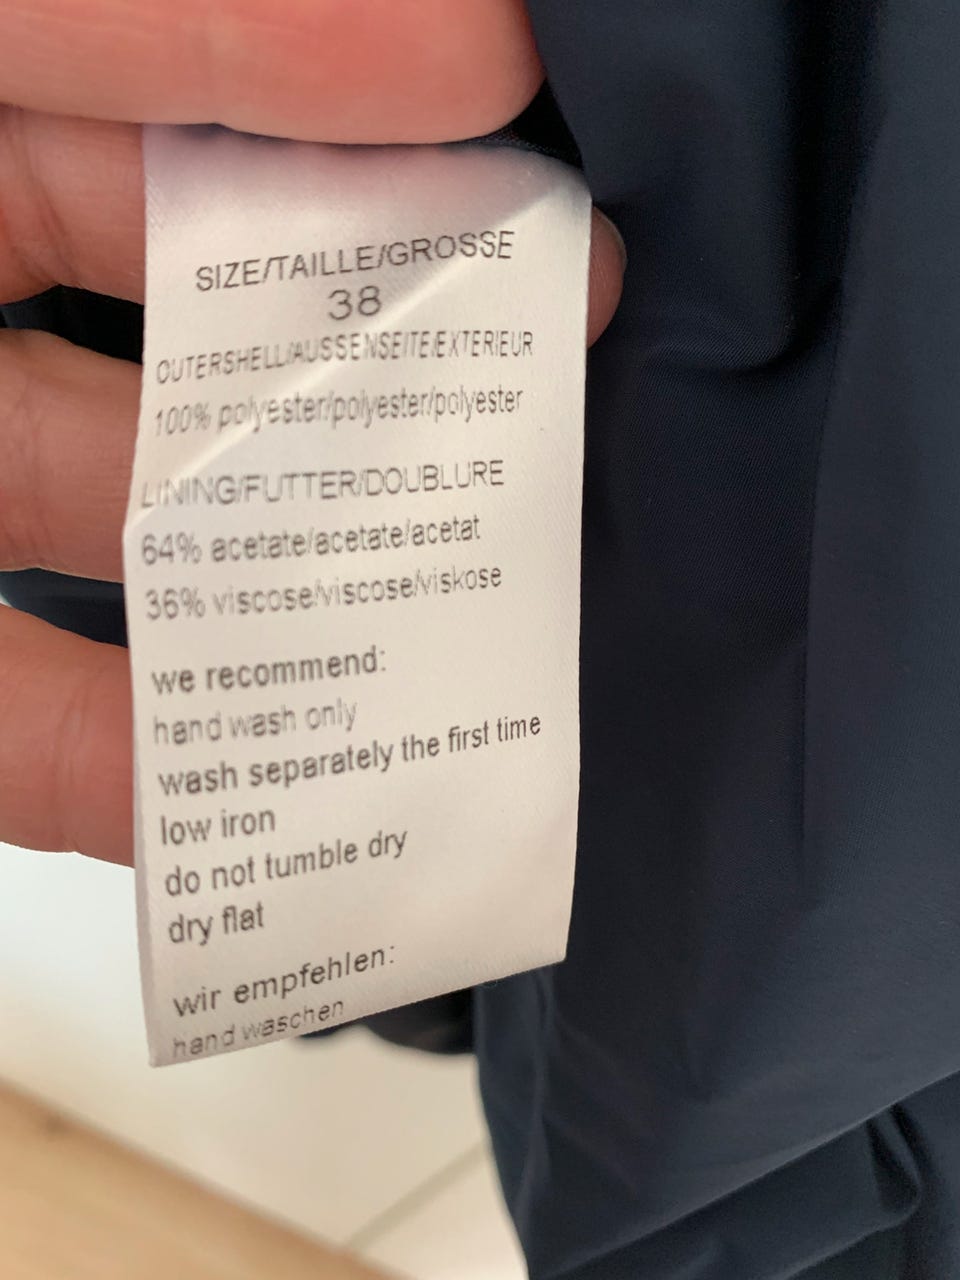 SIZE/TAILLE/GROSSE
38
OUTERSHELL/AUSSENSEITE/EXTERIEUR
100% polyester/polyester/polyester
LINING/FUTTER/DOUBLURE
64% acetate/acetate/acetat
36% viscose/viscose/viskose
we recommend:
hand wash only
wash separately the first time
low iron
do not tumble dry
dry flat
wir empfehlen:
hand waschen